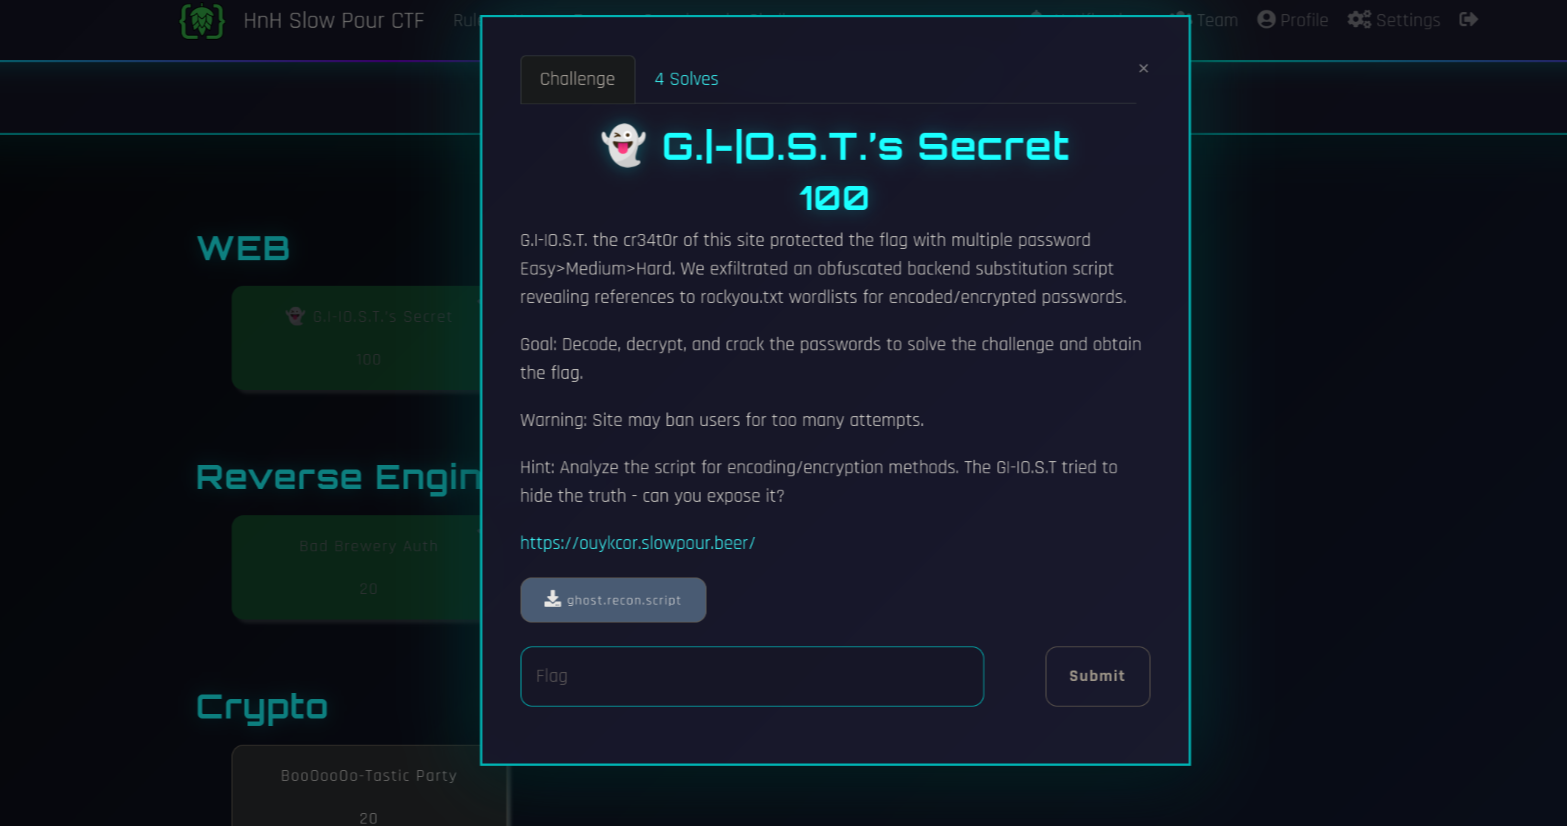 HnH Slow Pour CTF
Team
Profile
Settings
Challenge
4 Solves
×
👻 G.|-|O.S.T.'s Secret
100
G.I-IO.S.T. the cr34t0r of this site protected the flag with multiple password
Easy>Medium>Hard. We exfiltrated an obfuscated backend substitution script
revealing references to rockyou.txt wordlists for encoded/encrypted passwords.
Goal: Decode, decrypt, and crack the passwords to solve the challenge and obtain
the flag.
Warning: Site may ban users for too many attempts.
Hint: Analyze the script for encoding/encryption methods. The GI-IO.S.T tried to
hide the truth - can you expose it?
https://ouykcor.slowpour.beer/
ghost.recon.script
Flag
Submit
WEB
👻 G.I-IO.S.T.'s Secret
100
Reverse Engin
Bad Brewery Auth
20
Crypto
BooOooOo-Tastic Party
20